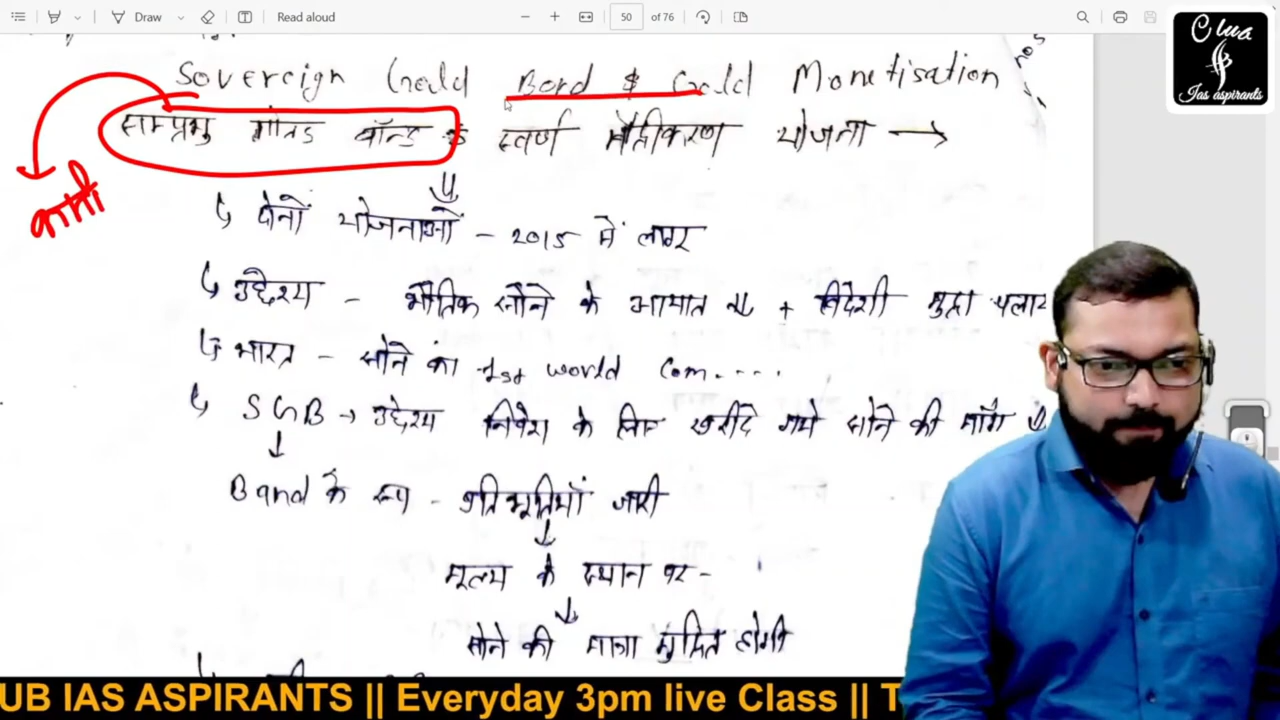 Draw
Read aloud
50 of 76
Club
Ias aspirants
Sovereign Gold Bond & Gold Monetisation
साम्प्रभु गोल्ड बॉन्ड व स्वर्ण मौद्रीकरण योजना →
दोनों योजनाओं - 2015 में लागू
उद्देश्य - भौतिक सोने के आयात + विदेशी मुद्रा
भारत - सोने का 1st world Com....
SGB → उद्देश्य निवेश के लिए खरीदे गये सोने की माँग
Band के रूप - प्रतिभूतियाँ जारी
मूल्य के स्थान पर -
सोने की मात्रा मुद्रित होगी
UB IAS ASPIRANTS || Everyday 3pm live Class || T